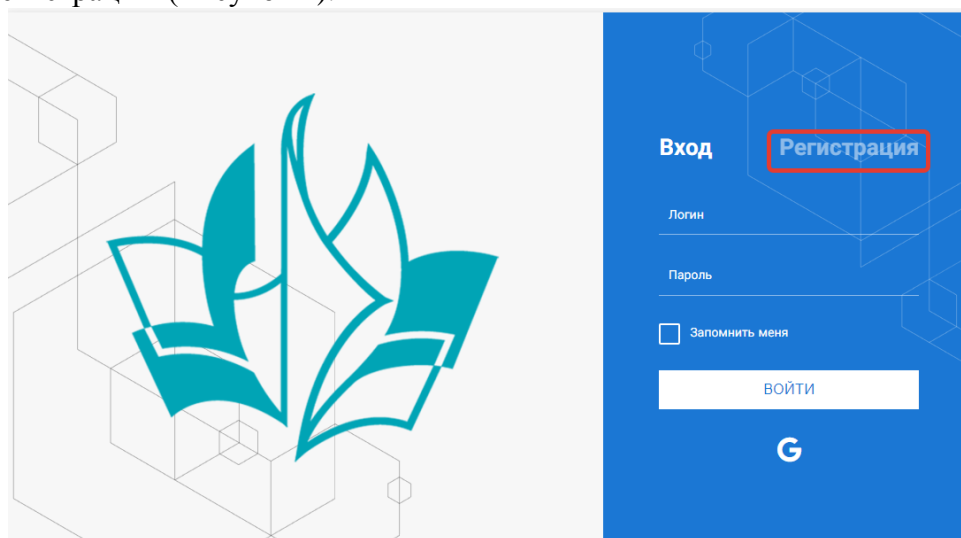 Вход Регистрация
Логин
Пароль
Запомнить меня
ВОЙТИ
G